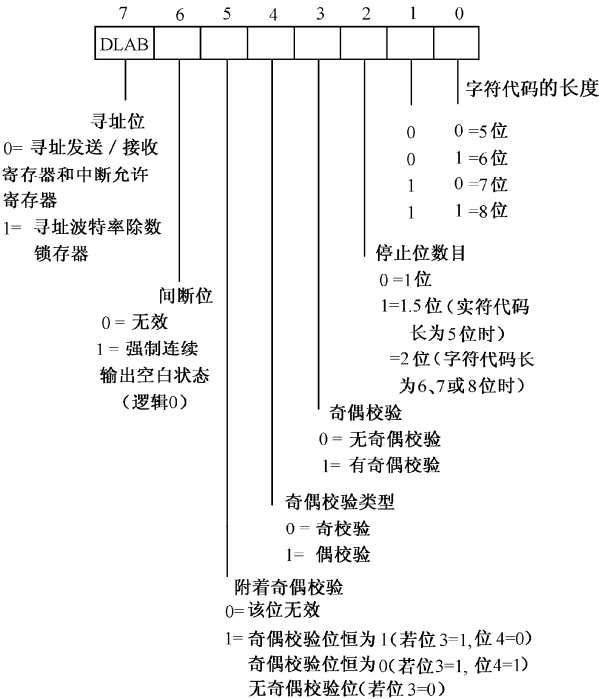 7 6 5 4 3 2 1 0
DLAB
字符代码的长度
0 0=5位
0 1=6位
1 0=7位
1 1=8位
寻址位
0= 寻址发送/接收
寄存器和中断允许
寄存器
1= 寻址波特率除数
锁存器
停止位数目
0=1位
1=1.5位(实符代码
长为5位时)
=2位(字符代码长
为6、7或8位时)
间断位
0=无效
1=强制连续
输出空白状态
(逻辑0)
奇偶校验
0=无奇偶校验
1= 有奇偶校验
奇偶校验类型
0=奇校验
1= 偶校验
附着奇偶校验
0=该位无效
1= 奇偶校验位恒为1(若位3=1,位4=0)
奇偶校验位恒为0(若位3=1, 位4=1)
无奇偶校验位(若位3=0)